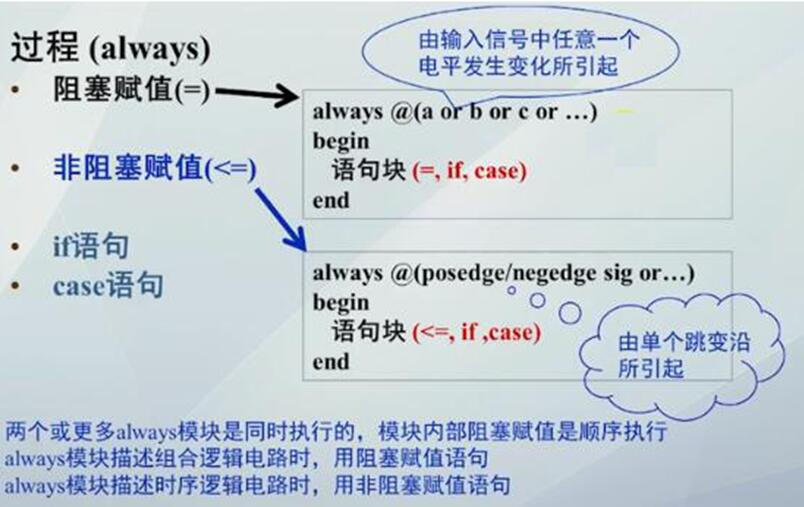 过程 (always)
由输入信号中任意一个
电平发生变化所引起
• 阻塞赋值(=)
always @(a or b or c or …)
begin
语句块 (=, if, case)
end
• 非阻塞赋值(<=)
• if语句
• case语句
always @(posedge/negedge sig or…)
begin
语句块 (<=, if ,case)
end
由单个跳变沿
所引起
两个或更多always模块是同时执行的，模块内部阻塞赋值是顺序执行
always模块描述组合逻辑电路时，用阻塞赋值语句
always模块描述时序逻辑电路时，用非阻塞赋值语句